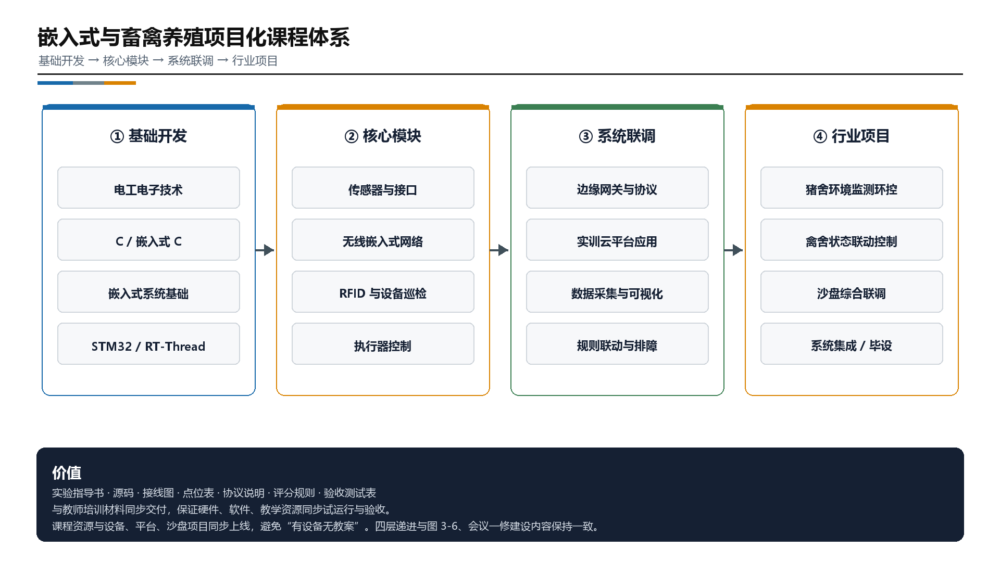 嵌入式与畜禽养殖项目化课程体系
基础开发 → 核心模块 → 系统联调 → 行业项目
① 基础开发
电工电子技术
C / 嵌入式 C
嵌入式系统基础
STM32 / RT-Thread
② 核心模块
传感器与接口
无线嵌入式网络
RFID 与设备巡检
执行器控制
③ 系统联调
边缘网关与协议
实训云平台应用
数据采集与可视化
规则联动与排障
④ 行业项目
猪舍环境监测环控
禽舍状态联动控制
沙盘综合联调
系统集成 / 毕设
价值
实验指导书 · 源码 · 接线图 · 点位表 · 协议说明 · 评分规则 · 验收测试表
与教师培训材料同步交付，保证硬件、软件、教学资源同步试运行与验收。
课程资源与设备、平台、沙盘项目同步上线，避免“有设备无教案”。四层递进与图 3-6、会议一修建设内容保持一致。